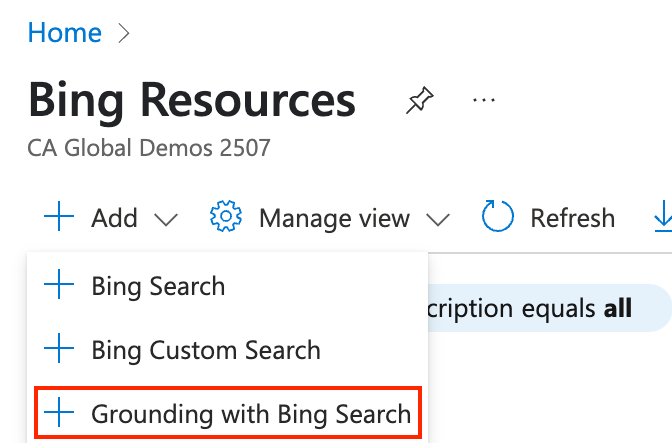 Home
Bing Resources
CA Global Demos 2507
Add Manage view Refresh
Bing Search
cription equals all
Bing Custom Search
Grounding with Bing Search